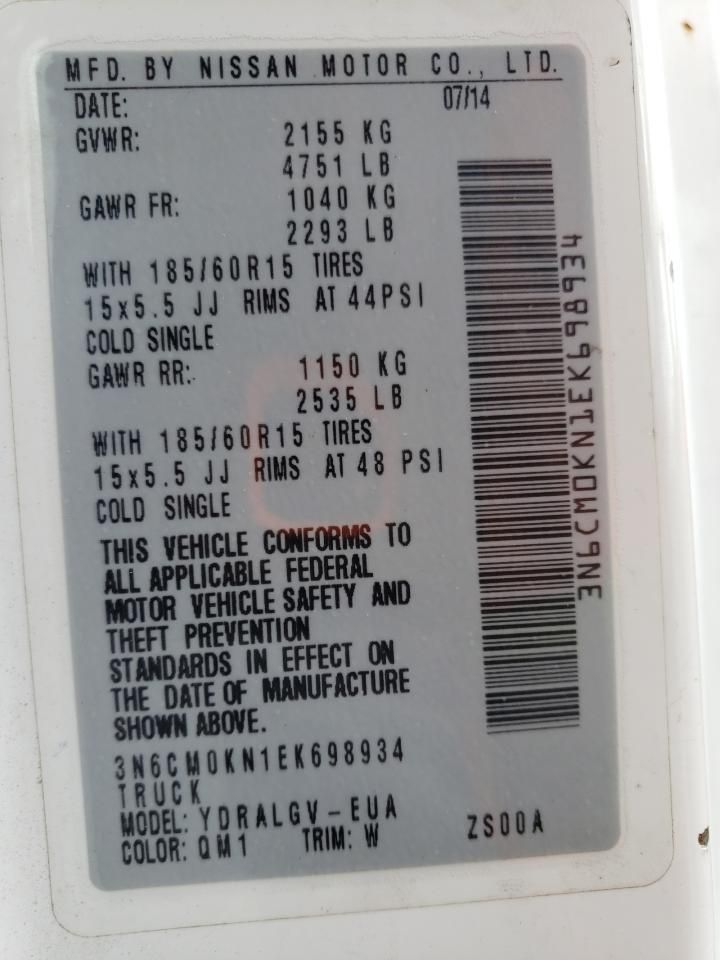 MFD. BY NISSAN MOTOR CO., LTD.
DATE: 07/14
GVWR: 2155 KG
4751 LB
GAWR FR: 1040 KG
2293 LB
WITH 185/60R15 TIRES
15x5.5 JJ RIMS AT 44PSI
COLD SINGLE
GAWR RR: 1150 KG
2535 LB
WITH 185/60R15 TIRES
15x5.5 JJ RIMS AT 48 PSI
COLD SINGLE
THIS VEHICLE CONFORMS TO
ALL APPLICABLE FEDERAL
MOTOR VEHICLE SAFETY AND
THEFT PREVENTION
STANDARDS IN EFFECT ON
THE DATE OF MANUFACTURE
SHOWN ABOVE.
3N6CM0KN1EK698934
TRUCK
MODEL: YDRALGV-EUA
COLOR: QM1 TRIM: W ZS00A
3N6CM0KN1EK698934